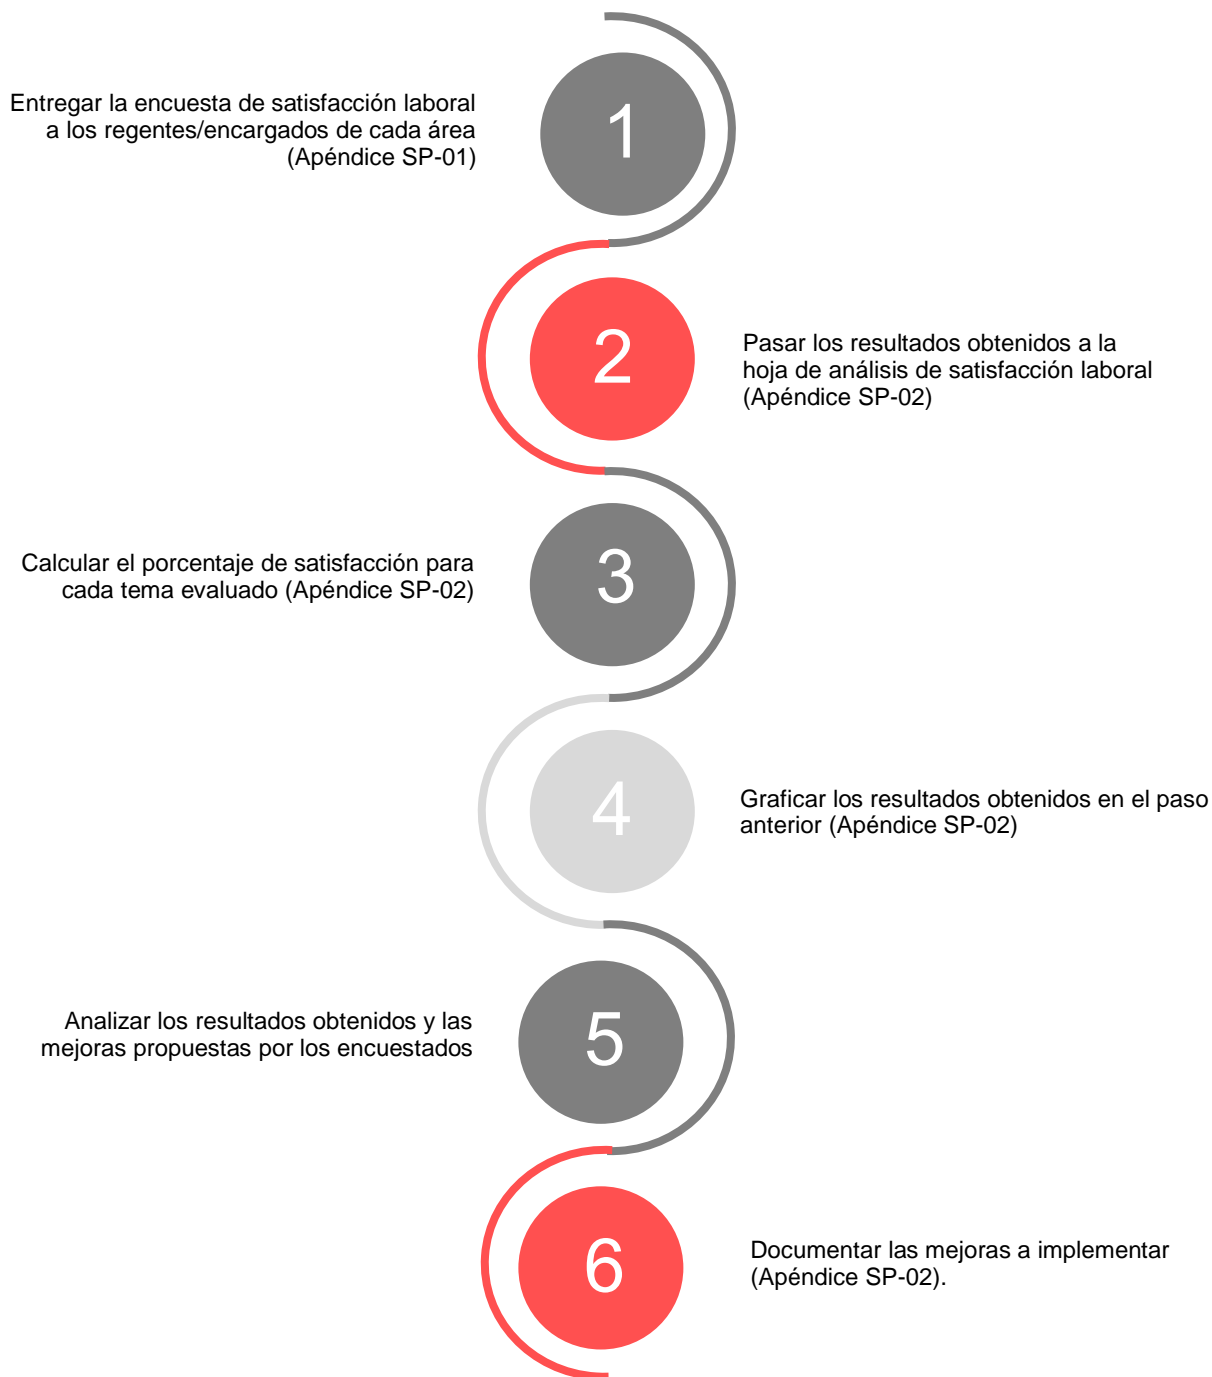 1
Entregar la encuesta de satisfacción laboral
a los regentes/encargados de cada área
(Apéndice SP-01)
2
Pasar los resultados obtenidos a la
hoja de análisis de satisfacción laboral
(Apéndice SP-02)
3
Calcular el porcentaje de satisfacción para
cada tema evaluado (Apéndice SP-02)
4
Graficar los resultados obtenidos en el paso
anterior (Apéndice SP-02)
5
Analizar los resultados obtenidos y las
mejoras propuestas por los encuestados
6
Documentar las mejoras a implementar
(Apéndice SP-02).